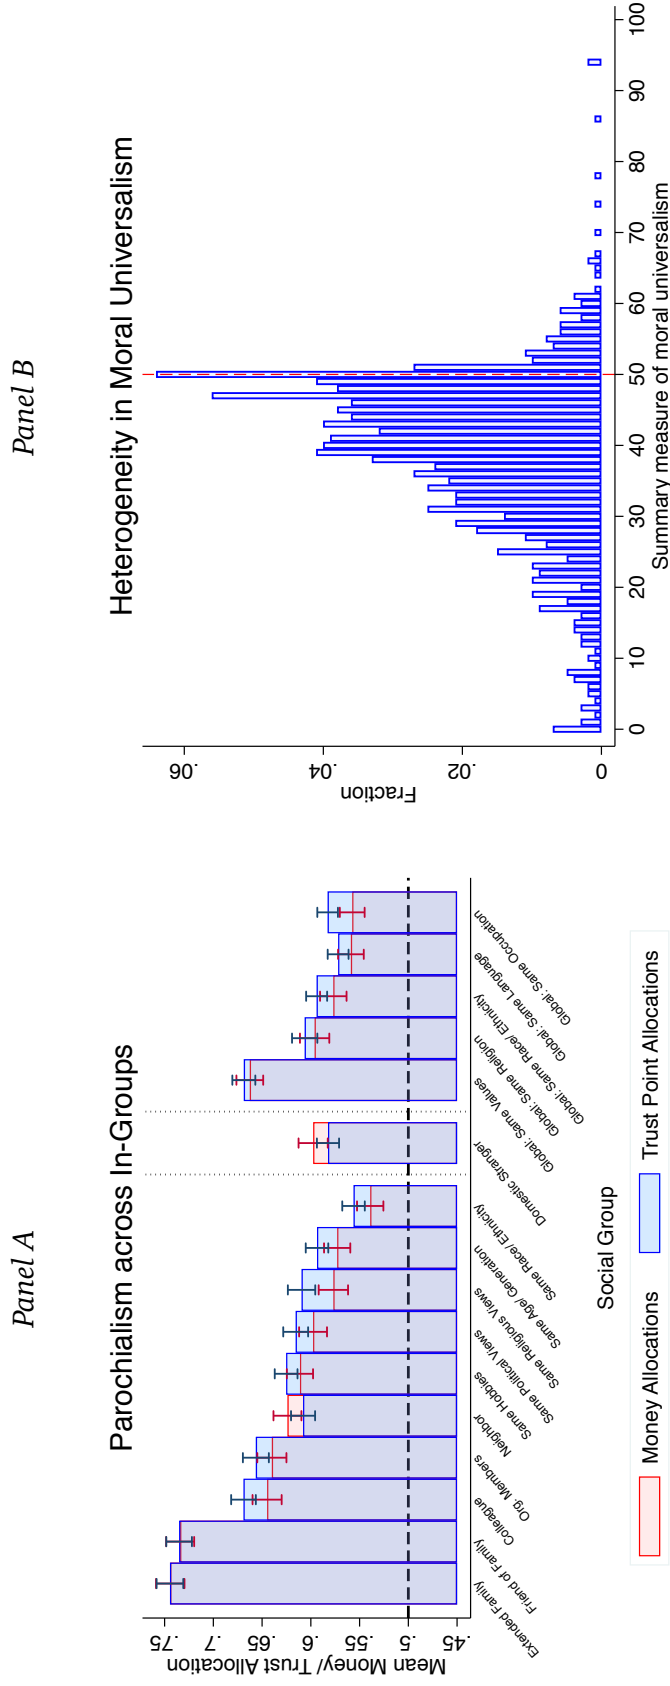 Panel A
Parochialism across In-Groups
Mean Money/ Trust Allocation
.75
.7
.65
.6
.55
.5
.45
Extended Family
Friend of Family
Colleague
Org. Members
Neighbor
Same Hobbies
Same Political Views
Same Religious Views
Same Age/ Generation
Same Race/ Ethnicity
Domestic Stranger
Global: Same Values
Global: Same Religion
Global: Same Race/ Ethnicity
Global: Same Language
Global: Same Occupation
Social Group
Money Allocations
Trust Point Allocations
Panel B
Heterogeneity in Moral Universalism
Fraction
.06
.04
.02
0
0 10 20 30 40 50 60 70 80 90 100
Summary measure of moral universalism